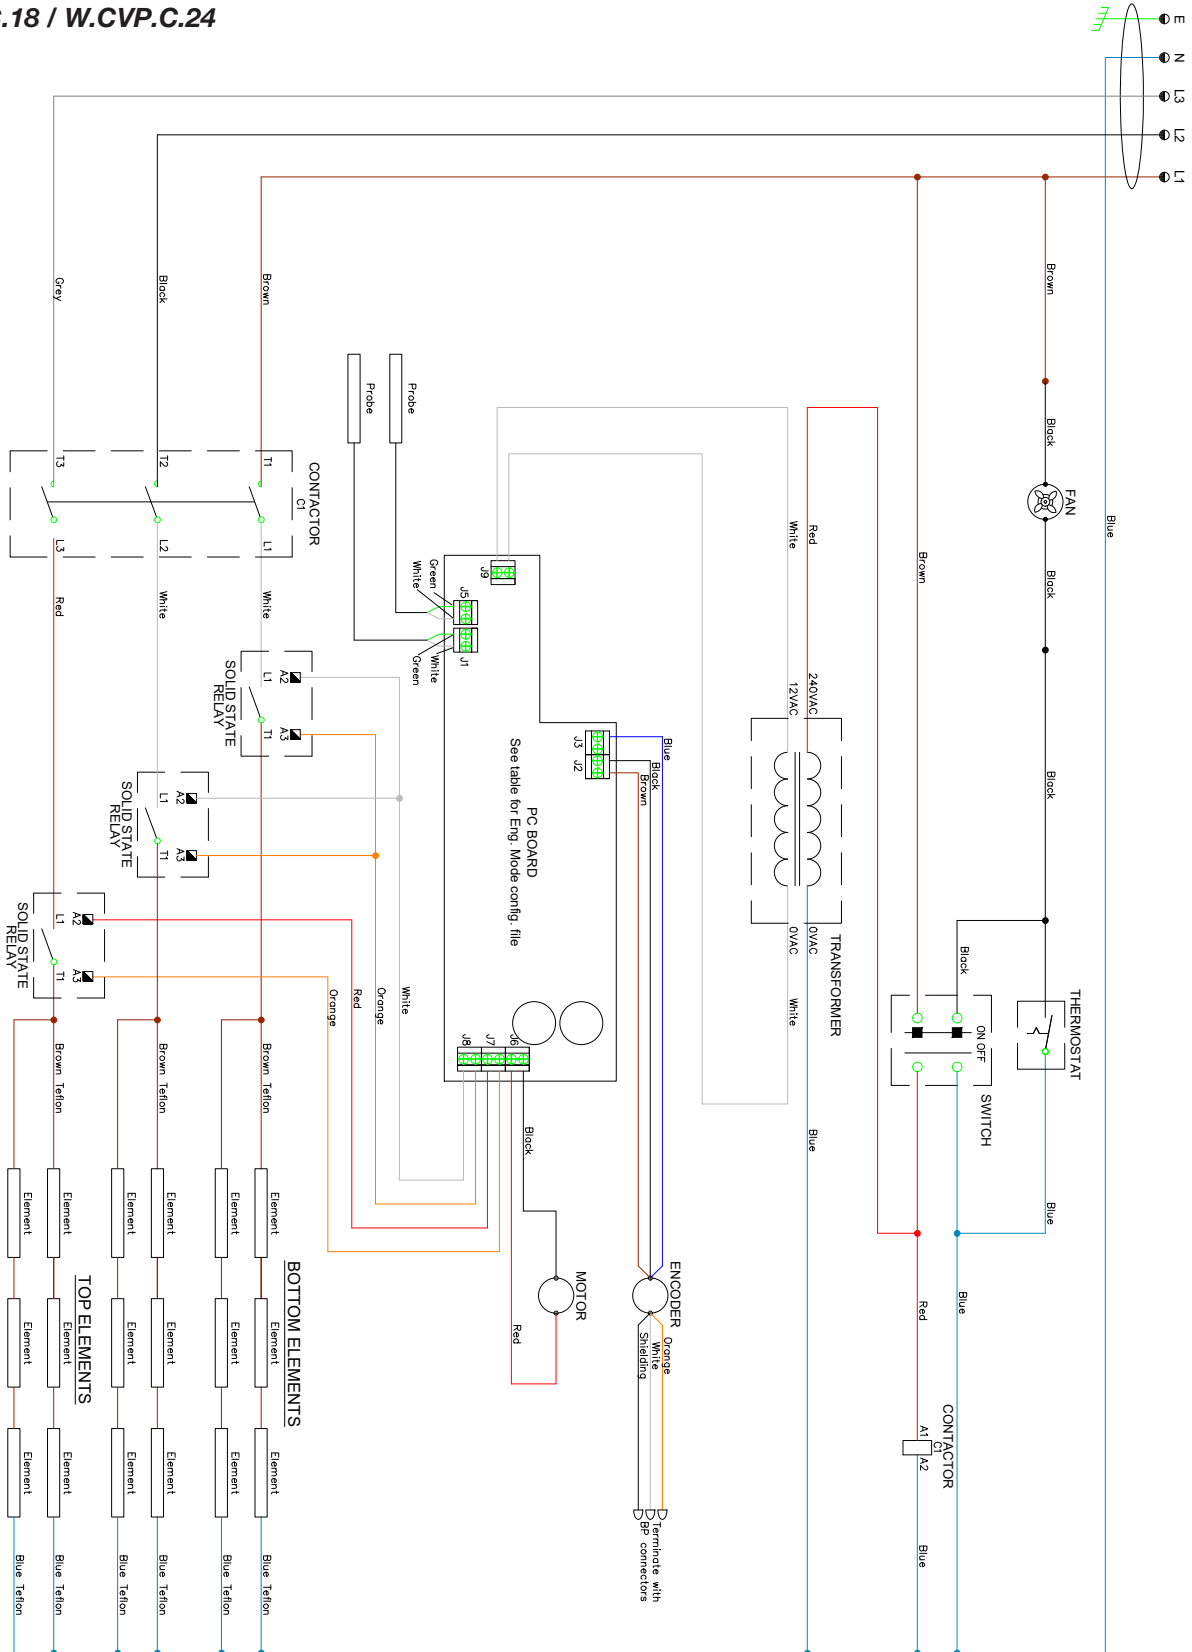 .18 / W.CVP.C.24
E
N
L3
L2
L1
Grey
Black
Brown
Brown
Black
FAN
Black
Black
Blue
Brown
Probe
Probe
CONTACTOR
C1
T3
T2
T1
L3
L2
L1
Red
White
White
White
Red
12VAC
240VAC
0VAC
0VAC
TRANSFORMER
White
Blue
J9
J5
J1
Green
White
White
Green
J3
J2
Blue
Black
Brown
PC BOARD
See table for Eng. Mode config. file
J8
J7
J6
SOLID STATE
RELAY
L1
A2
T1
A3
SOLID STATE
RELAY
L1
A2
T1
A3
SOLID STATE
RELAY
L1
A2
T1
A3
Orange
Red
Orange
White
Black
THERMOSTAT
ON OFF
SWITCH
Black
Blue
Blue
Red
CONTACTOR
C1
A1
A2
Blue
ENCODER
Orange
White
Shielding
Terminate with
BP connectors
MOTOR
Red
Brown Teflon
Brown Teflon
Brown Teflon
Element
Element
Element
Element
Element
Element
BOTTOM ELEMENTS
TOP ELEMENTS
Element
Element
Element
Element
Element
Element
Element
Element
Element
Element
Element
Element
Blue Teflon
Blue Teflon
Blue Teflon
Blue Teflon
Blue Teflon
Blue Teflon